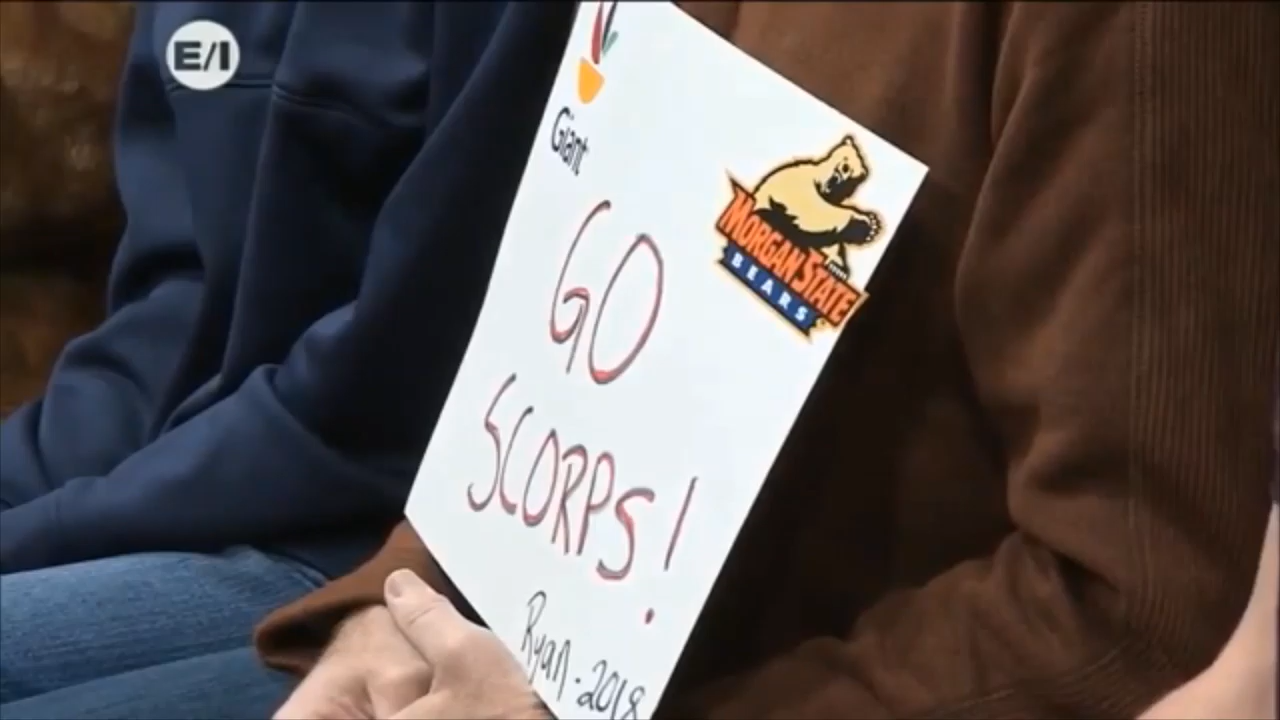 E/I
Giant
MORGAN STATE
BEARS
GO
SCORPS!
Ryan - 2018